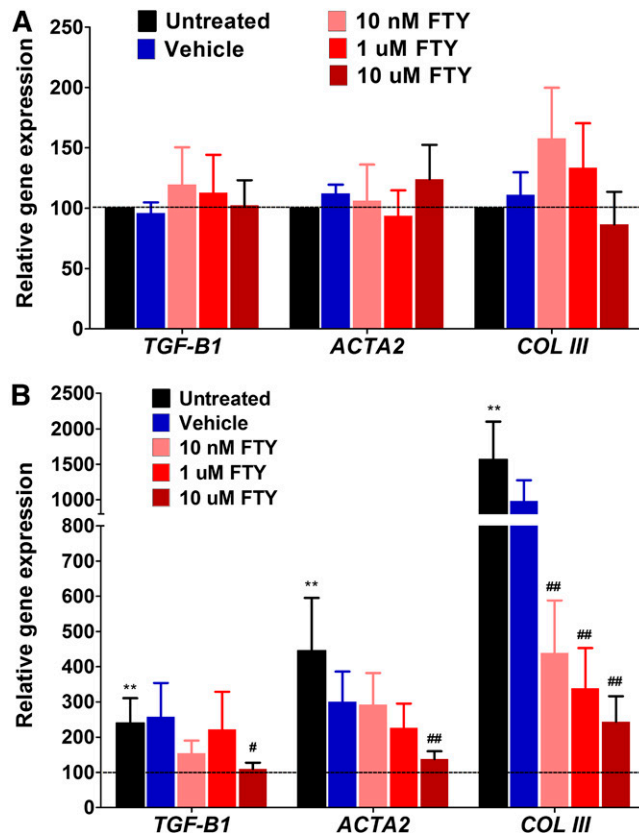 A
Untreated
Vehicle
10 nM FTY
1 uM FTY
10 uM FTY
Relative gene expression
250
200
150
100
50
0
TGF-B1
ACTA2
COL III
B
Untreated
Vehicle
10 nM FTY
1 uM FTY
10 uM FTY
Relative gene expression
2500
2000
1500
1000
800
700
600
500
400
300
200
100
0
**
#
**
##
**
##
##
##
TGF-B1
ACTA2
COL III